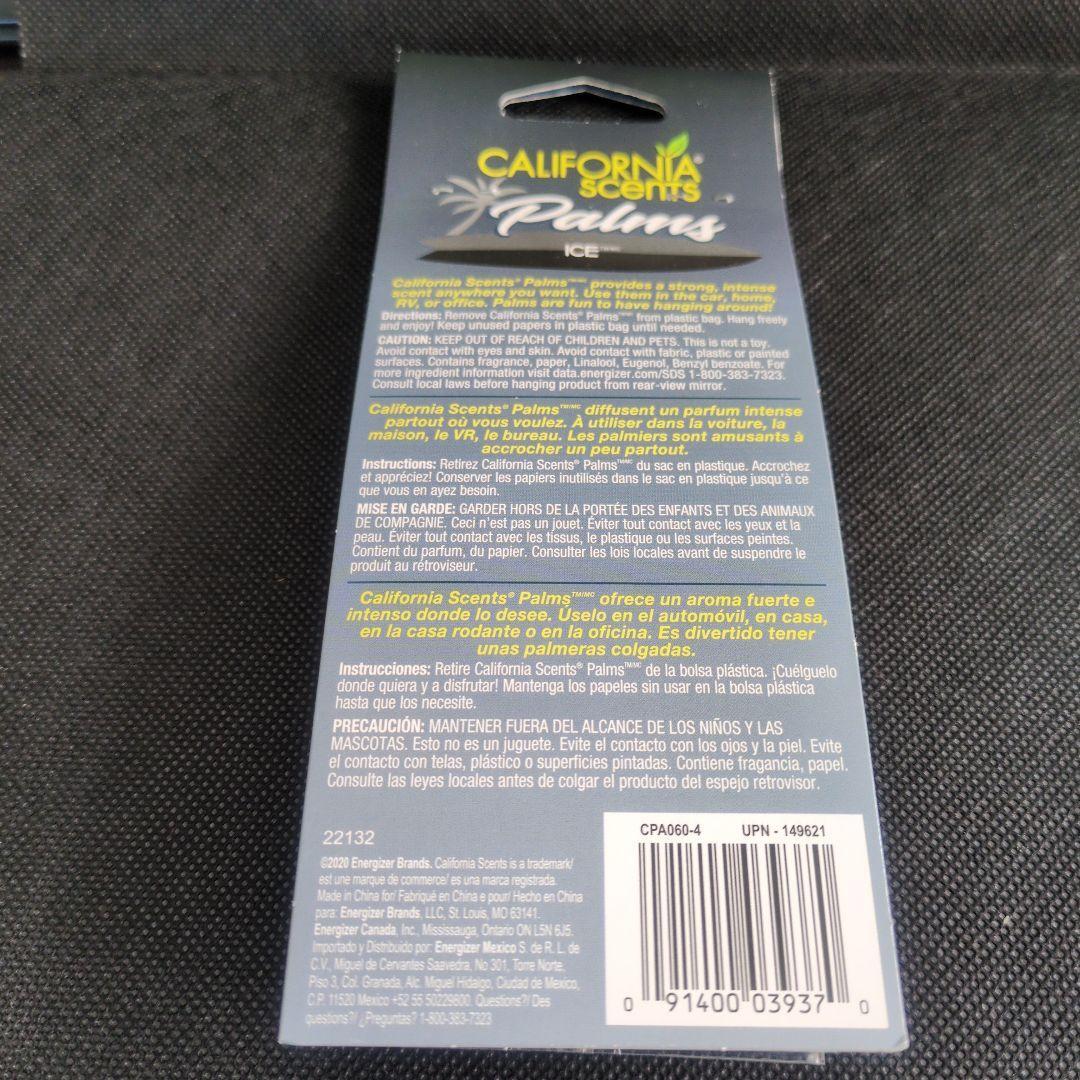 CALIFORNIA®
scents
Palms
ICE™/MC
California Scents® Palms™/MC provides a strong, intense
scent anywhere you want. Use them in the car, home,
RV, or office. Palms are fun to have hanging around!
Directions: Remove California Scents® Palms™/MC from plastic bag. Hang freely
and enjoy! Keep unused papers in plastic bag until needed.
CAUTION: KEEP OUT OF REACH OF CHILDREN AND PETS. This is not a toy.
Avoid contact with eyes and skin. Avoid contact with fabric, plastic or painted
surfaces. Contains fragrance, paper, Linalool, Eugenol, Benzyl benzoate. For
more ingredient information visit data.energizer.com/SDS 1-800-383-7323.
Consult local laws before hanging product from rear-view mirror.
California Scents® Palms™/MC diffusent un parfum intense
partout où vous voulez. À utiliser dans la voiture, la
maison, le VR, le bureau. Les palmiers sont amusants à
accrocher un peu partout.
Instructions: Retirez California Scents® Palms™/MC du sac en plastique. Accrochez
et appréciez! Conserver les papiers inutilisés dans le sac en plastique jusqu'à ce
que vous en ayez besoin.
MISE EN GARDE: GARDER HORS DE LA PORTÉE DES ENFANTS ET DES ANIMAUX
DE COMPAGNIE. Ceci n'est pas un jouet. Éviter tout contact avec les yeux et la
peau. Éviter tout contact avec les tissus, le plastique ou les surfaces peintes.
Contient du parfum, du papier. Consulter les lois locales avant de suspendre le
produit au rétroviseur.
California Scents® Palms™/MC ofrece un aroma fuerte e
intenso donde lo desee. Úselo en el automóvil, en casa,
en la casa rodante o en la oficina. Es divertido tener
unas palmeras colgadas.
Instrucciones: Retire California Scents® Palms™/MC de la bolsa plástica. ¡Cuélguelo
donde quiera y a disfrutar! Mantenga los papeles sin usar en la bolsa plástica
hasta que los necesite.
PRECAUCIÓN: MANTENER FUERA DEL ALCANCE DE LOS NIÑOS Y LAS
MASCOTAS. Esto no es un juguete. Evite el contacto con los ojos y la piel. Evite
el contacto con telas, plástico o superficies pintadas. Contiene fragancia, papel.
Consulte las leyes locales antes de colgar el producto del espejo retrovisor.
22132
©2020 Energizer Brands. California Scents is a trademark/
est une marque de commerce/ es una marca registrada.
Made in China for/ Fabriqué en China e pour/ Hecho en China
para: Energizer Brands, LLC, St. Louis, MO 63141.
Energizer Canada, Inc., Mississauga, Ontario ON L5N 6J5.
Importado y Distribuido por: Energizer Mexico S. de R. L. de
C.V., Miguel de Cervantes Saavedra, No 301, Torre Norte,
Piso 3, Col. Granada, Alc. Miguel Hidalgo, Ciudad de Mexico,
C.P. 11520 Mexico +52 55 50229800. Questions?/ Des
questions?/ ¿Preguntas? 1-800-383-7323
CPA060-4 UPN - 149621
0 91400 03937 0